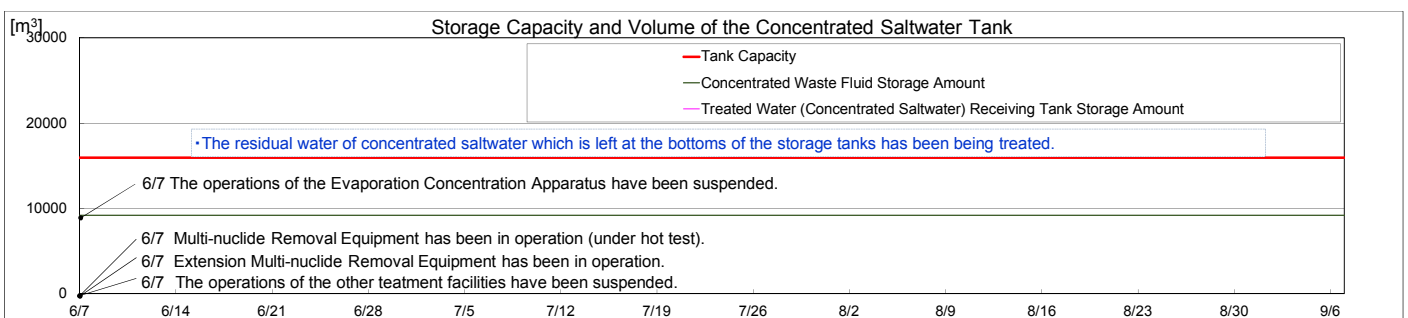 Storage Capacity and Volume of the Concentrated Saltwater Tank
[m³]
30000
Tank Capacity
Concentrated Waste Fluid Storage Amount
Treated Water (Concentrated Saltwater) Receiving Tank Storage Amount
20000
・The residual water of concentrated saltwater which is left at the bottoms of the storage tanks has been being treated.
6/7 The operations of the Evaporation Concentration Apparatus have been suspended.
10000
6/7 Multi-nuclide Removal Equipment has been in operation (under hot test).
6/7 Extension Multi-nuclide Removal Equipment has been in operation.
6/7 The operations of the other teatment facilities have been suspended.
0
6/7 6/14 6/21 6/28 7/5 7/12 7/19 7/26 8/2 8/9 8/16 8/23 8/30 9/6